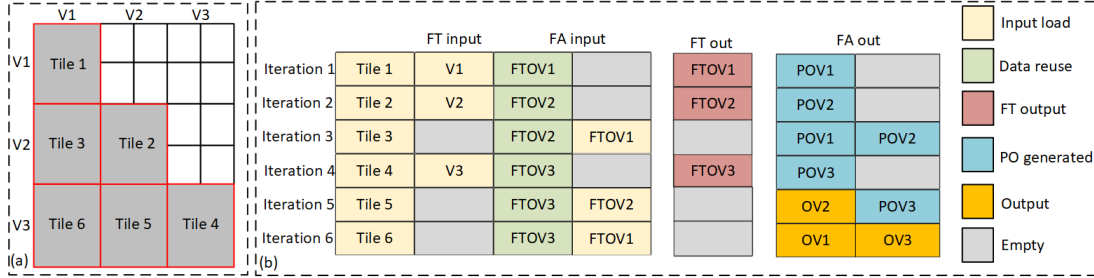 V1 V2 V3
V1
V2
V3
Tile 1
Tile 3 Tile 2
Tile 6 Tile 5 Tile 4
(a)
FT input FA input FT out FA out
Iteration 1 Tile 1 V1 FTOV1 FTOV1 POV1
Iteration 2 Tile 2 V2 FTOV2 FTOV2 POV2
Iteration 3 Tile 3 FTOV2 FTOV1 POV1 POV2
Iteration 4 Tile 4 V3 FTOV3 FTOV3 POV3
Iteration 5 Tile 5 FTOV3 FTOV2 OV2 POV3
Iteration 6 Tile 6 FTOV3 FTOV1 OV1 OV3
(b)
Input load
Data reuse
FT output
PO generated
Output
Empty